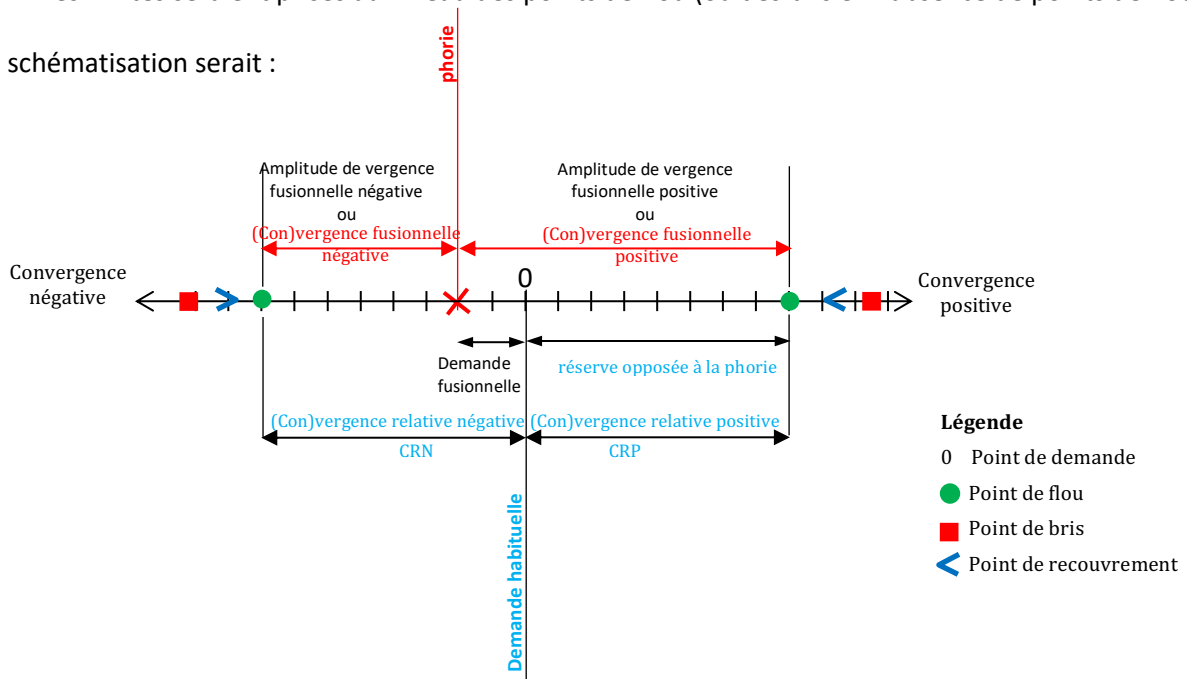 schématisation serait :
phorie
Amplitude de vergence
fusionnelle négative
ou
(Con)vergence fusionnelle
négative
Amplitude de vergence
fusionnelle positive
ou
(Con)vergence fusionnelle
positive
Convergence
négative
0
Convergence
positive
Demande
fusionnelle
réserve opposée à la phorie
(Con)vergence relative négative
CRN
(Con)vergence relative positive
CRP
Demande habituelle
Légende
0 Point de demande
Point de flou
Point de bris
Point de recouvrement